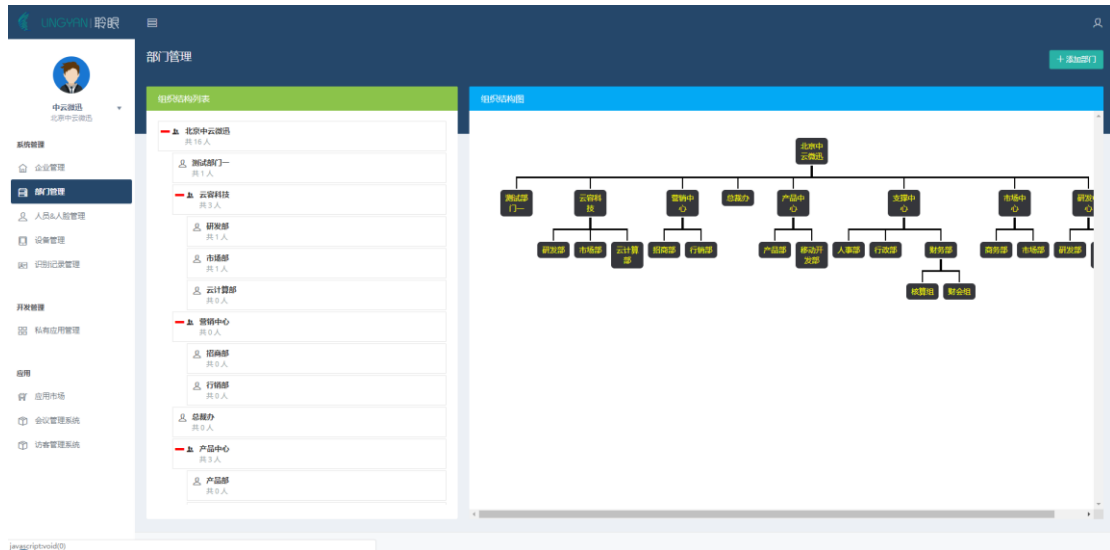 LINGYAN 聆眼
中云微迅
北京中云微迅
系统管理
企业管理
部门管理
人员&人脸管理
设备管理
识别记录管理
开发管理
私有应用管理
应用
应用市场
会议管理系统
访客管理系统
部门管理
+ 添加部门
组织结构列表
北京中云微迅
共 16 人
测试部门一
共 1 人
云容科技
共 3 人
研发部
共 1 人
市场部
共 1 人
云计算部
共 0 人
营销中心
共 0 人
招商部
共 0 人
行销部
共 0 人
总裁办
共 0 人
产品中心
共 3 人
产品部
共 0 人
组织结构图
北京中
云微迅
测试部
门一
云容科
技
营销中
心
总裁办
产品中
心
支撑中
心
市场中
心
研发中
心
研发部
市场部
云计算
部
招商部
行销部
产品部
移动开
发部
人事部
行政部
财务部
商务部
市场部
研发部
核算组
财会组
javascript:void(0)